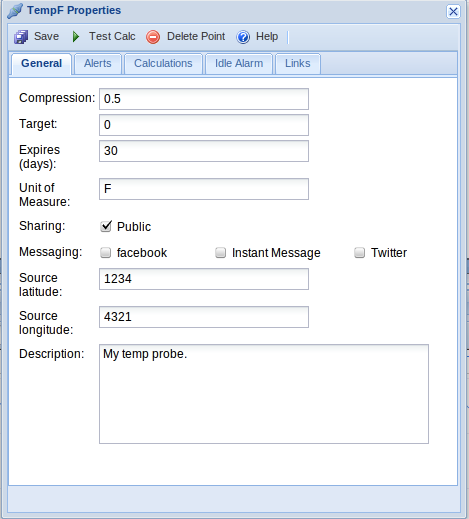 TempF Properties
Save Test Calc Delete Point Help
General Alerts Calculations Idle Alarm Links
Compression: 0.5
Target: 0
Expires (days): 30
Unit of Measure: F
Sharing: Public
Messaging: facebook Instant Message Twitter
Source latitude: 1234
Source longitude: 4321
Description: My temp probe.